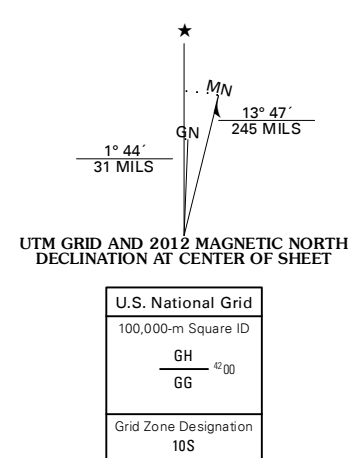 ★
MN
GN
13° 47´
245 MILS
1° 44´
31 MILS
UTM GRID AND 2012 MAGNETIC NORTH
DECLINATION AT CENTER OF SHEET
U.S. National Grid
100,000-m Square ID
GH
4200
GG
Grid Zone Designation
10S